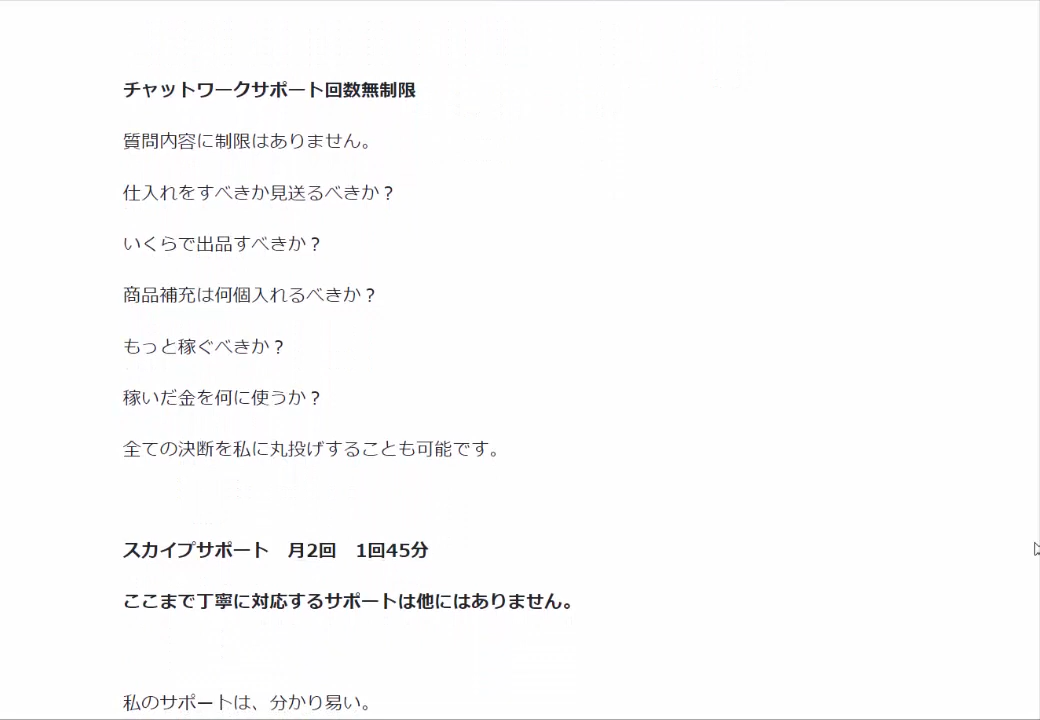 チャットワークサポート回数無制限
質問内容に制限はありません。
仕入れをすべきか見送るべきか？
いくらで出品すべきか？
商品補充は何個入れるべきか？
もっと稼ぐべきか？
稼いだ金を何に使うか？
全ての決断を私に丸投げすることも可能です。
スカイプサポート　月2回　1回45分
ここまで丁寧に対応するサポートは他にはありません。
私のサポートは、分かり易い。